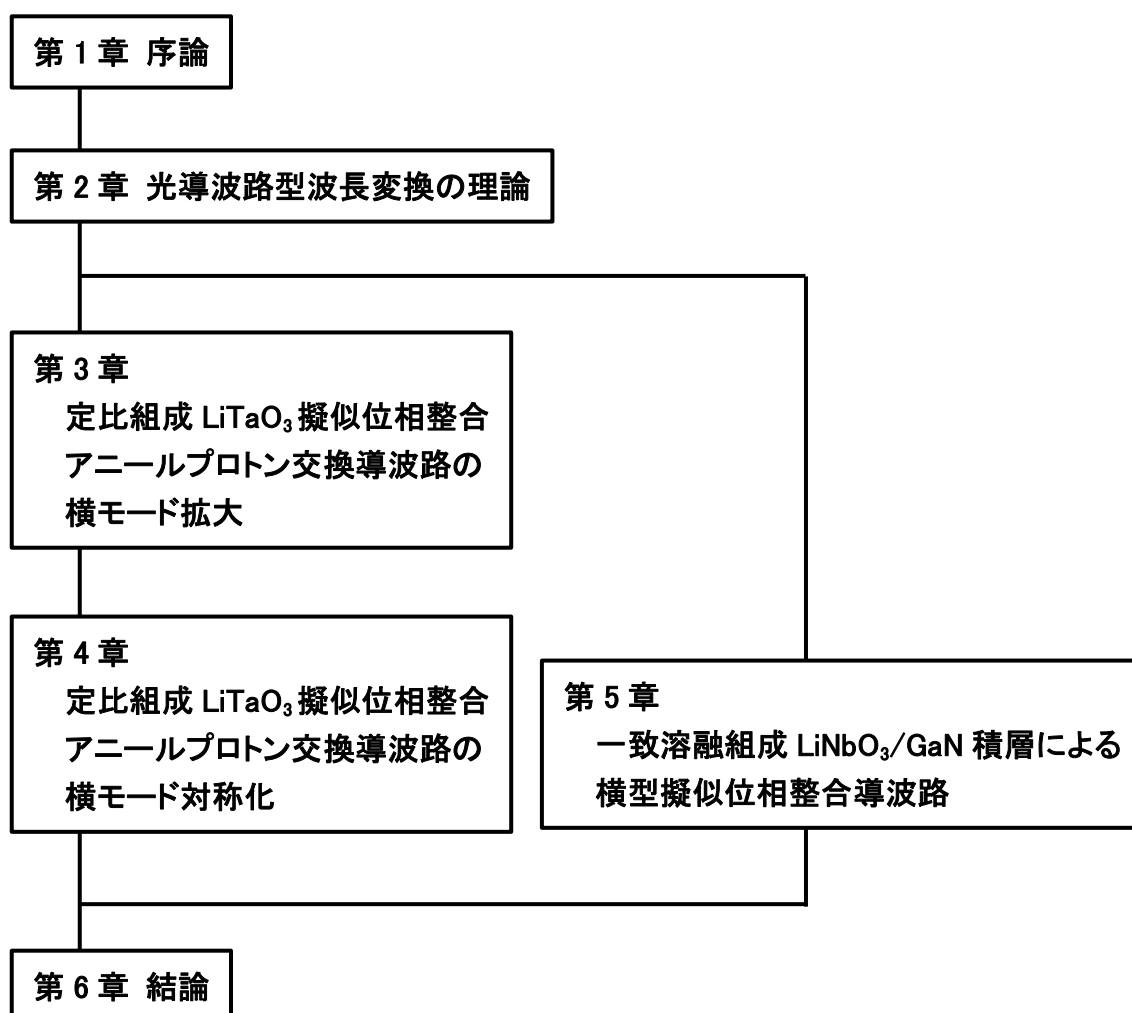 第 1 章 序論
第 2 章 光導波路型波長変換の理論
第 3 章
定比組成 LiTaO₃ 擬似位相整合
アニールプロトン交換導波路の
横モード拡大
第 4 章
定比組成 LiTaO₃ 擬似位相整合
アニールプロトン交換導波路の
横モード対称化
第 5 章
一致溶融組成 LiNbO₃/GaN 積層による
横型擬似位相整合導波路
第 6 章 結論